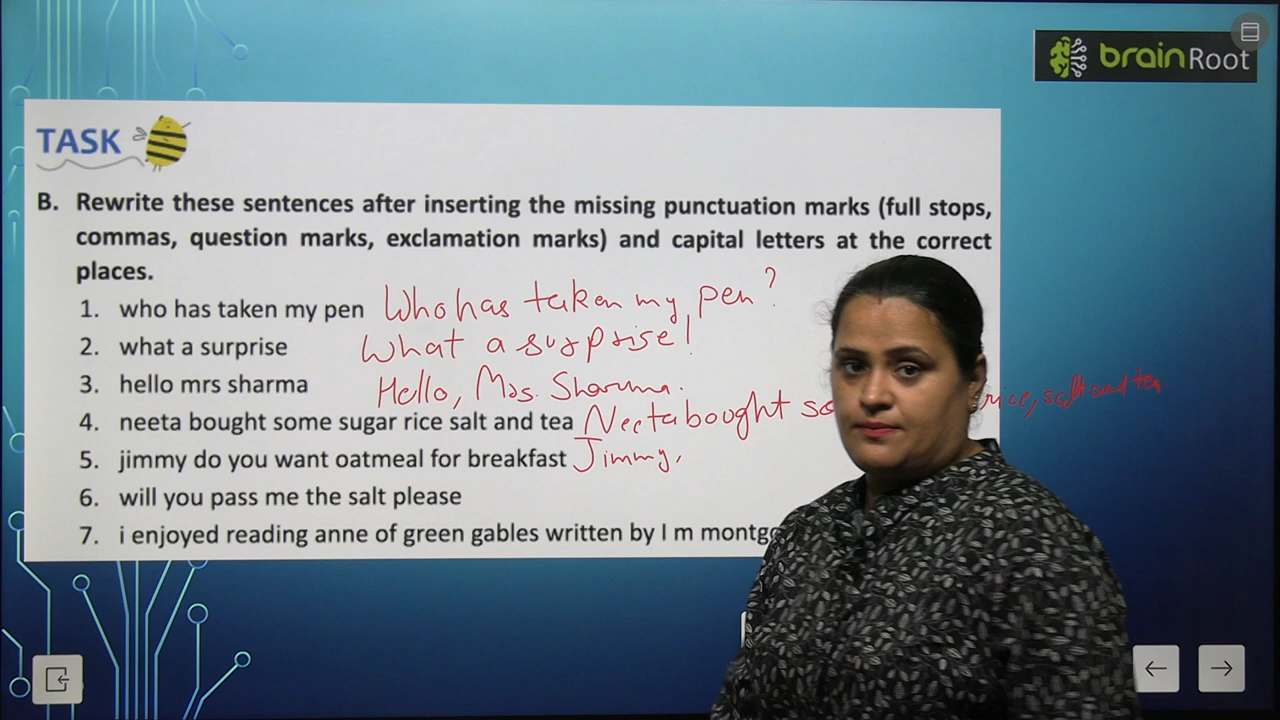 brainRoot
TASK
B. Rewrite these sentences after inserting the missing punctuation marks (full stops,
commas, question marks, exclamation marks) and capital letters at the correct
places.
1. who has taken my pen Who has taken my pen?
2. what a surprise What a surprise!
3. hello mrs sharma Hello, Mrs. Sharma.
4. neeta bought some sugar rice salt and tea Neeta bought rice, salt and tea.
5. jimmy do you want oatmeal for breakfast Jimmy,
6. will you pass me the salt please
7. i enjoyed reading anne of green gables written by l m